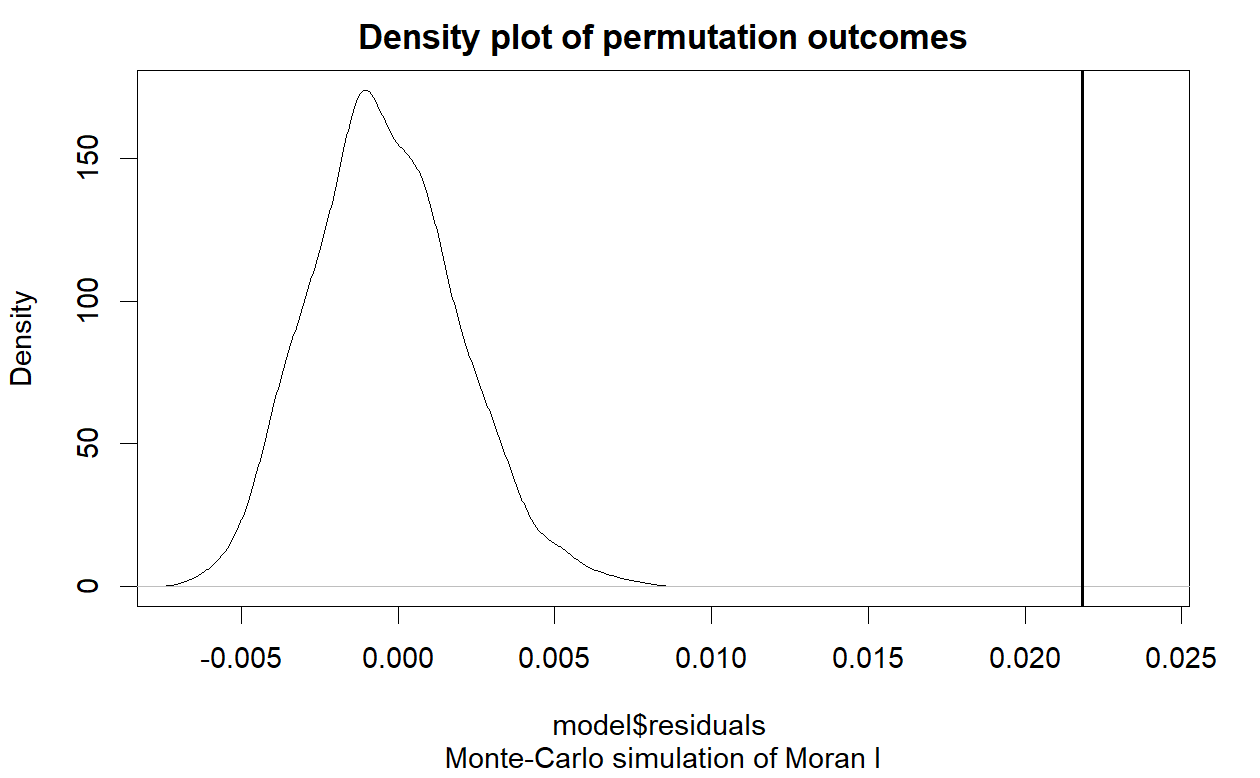 Density plot of permutation outcomes
Density
150
100
50
0
-0.005 0.000 0.005 0.010 0.015 0.020 0.025
model$residuals
Monte-Carlo simulation of Moran I